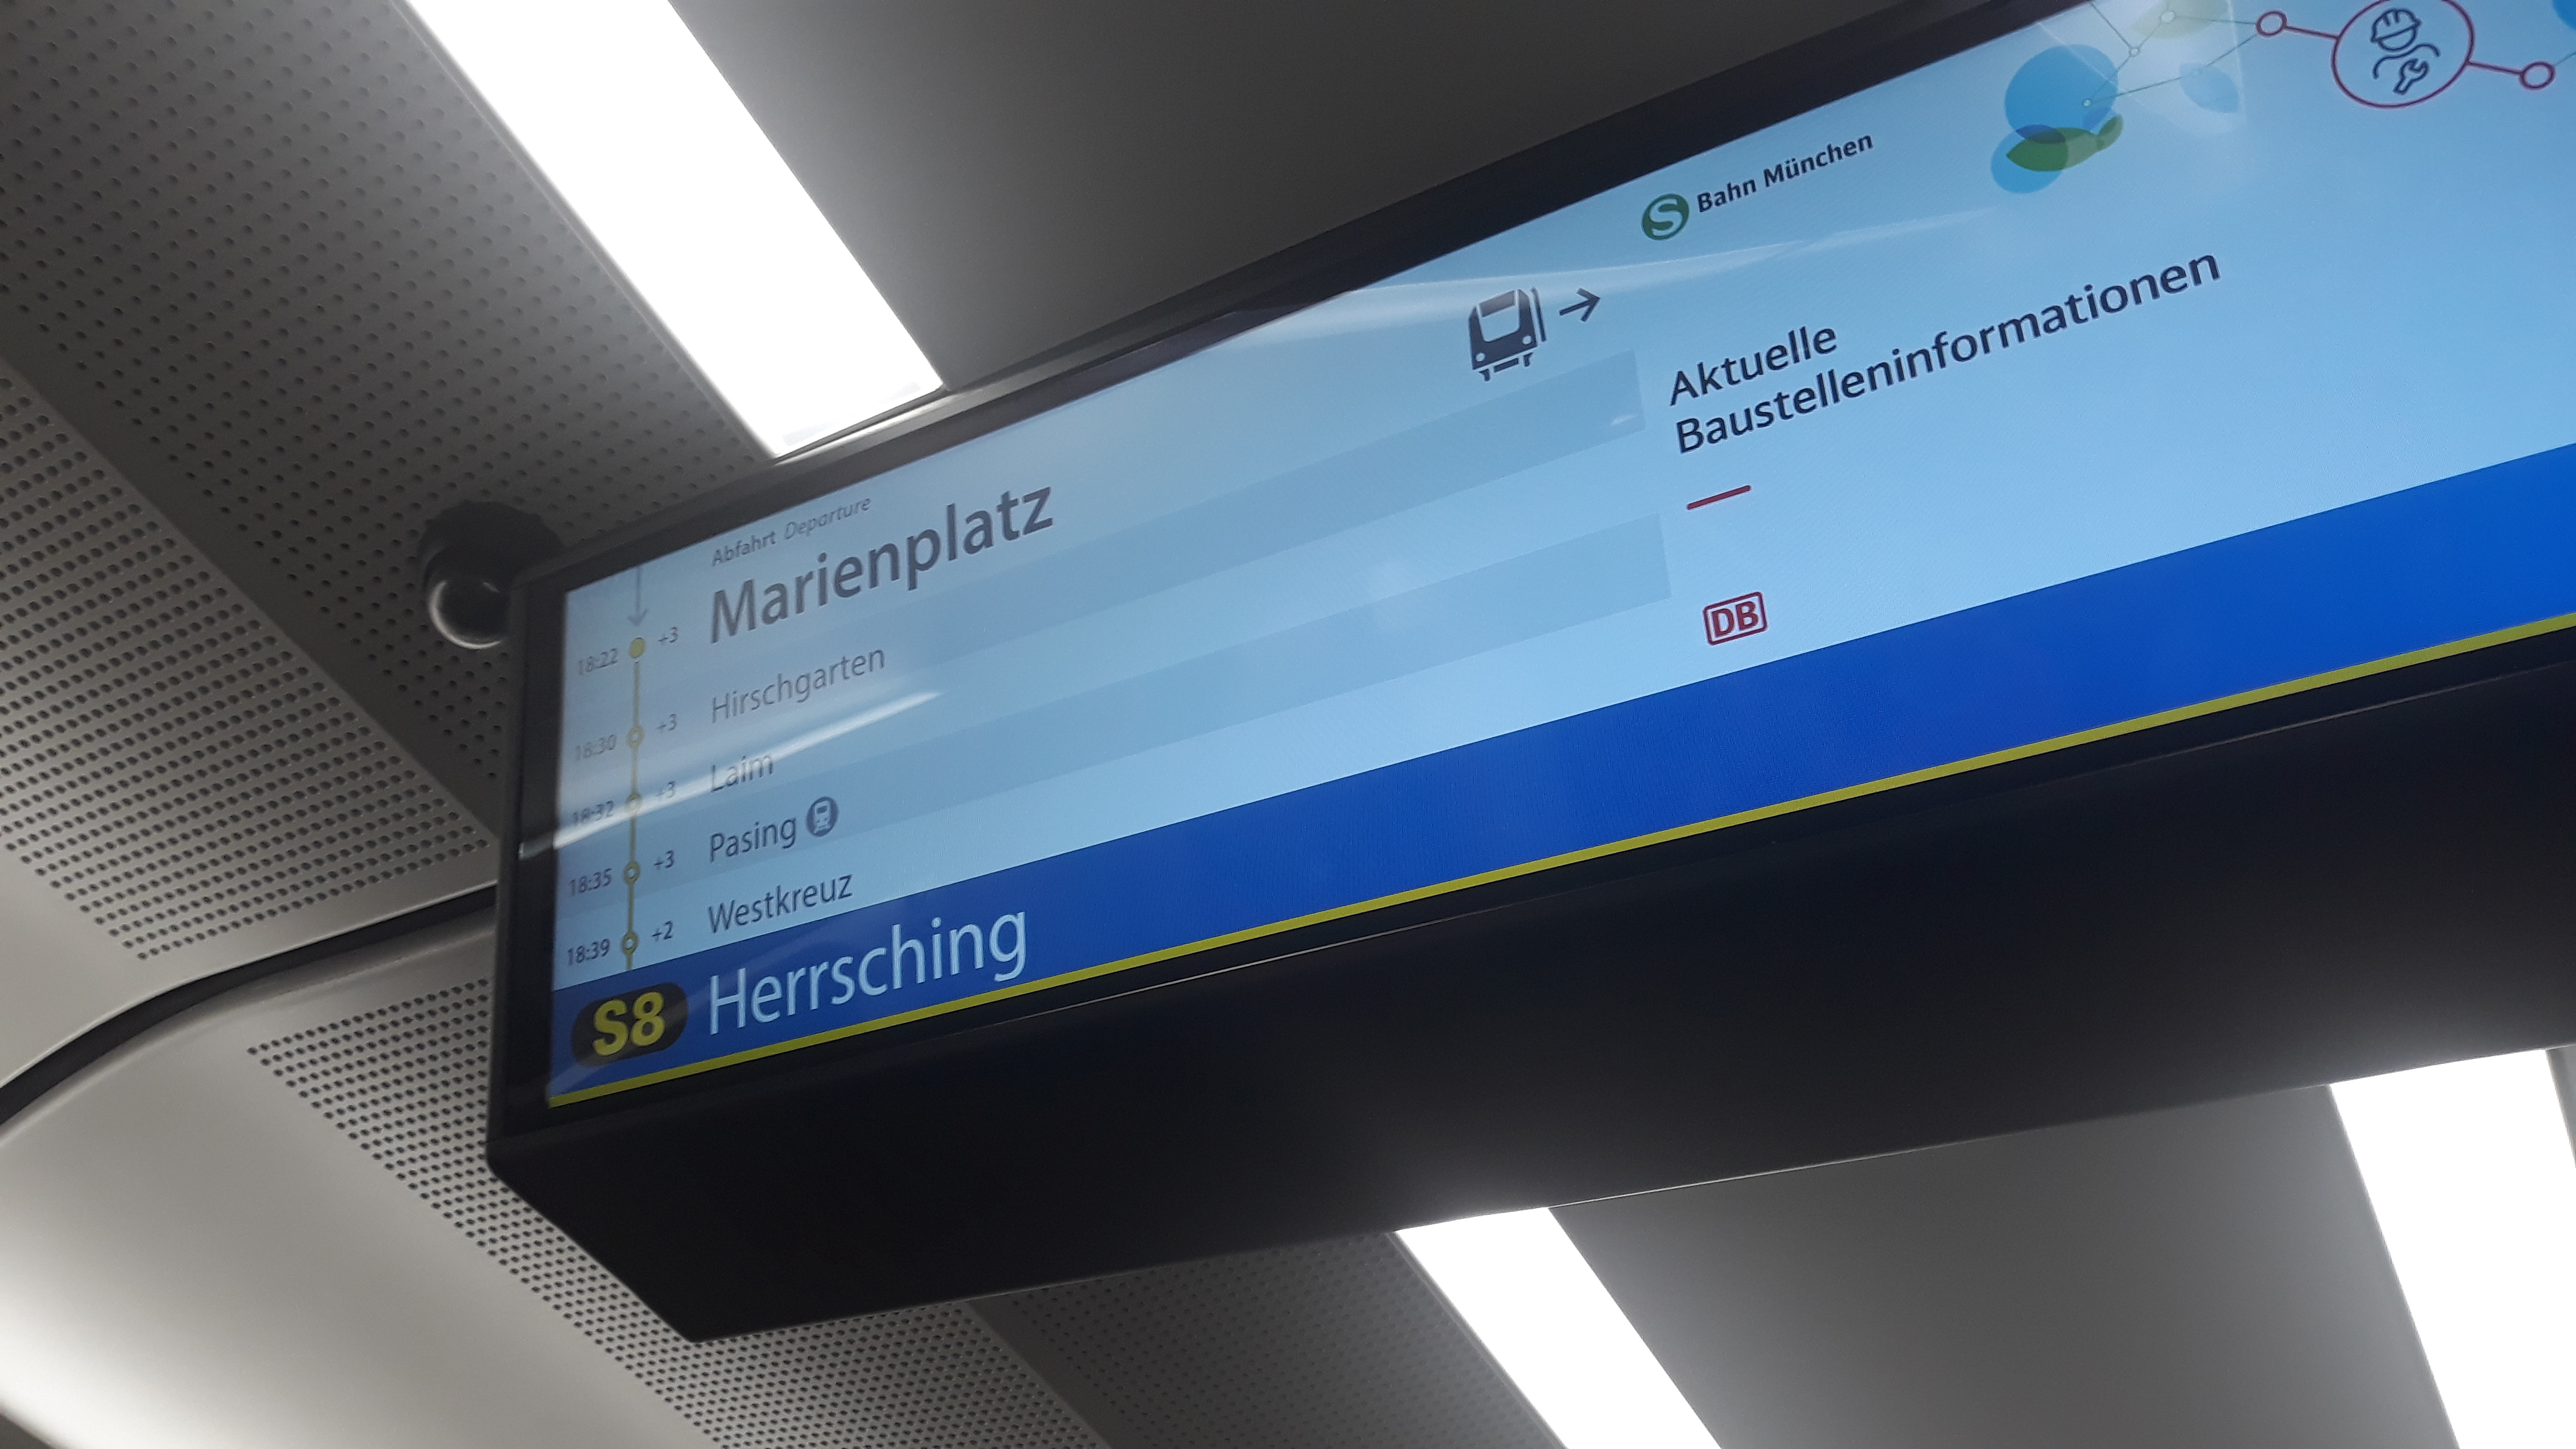 Abfahrt Departure
18:22 +3 Marienplatz
18:30 +3 Hirschgarten
18:32 +3 Laim
18:35 +3 Pasing
18:39 +2 Westkreuz
S8 Herrsching
S Bahn München
Aktuelle
Baustelleninformationen
DB